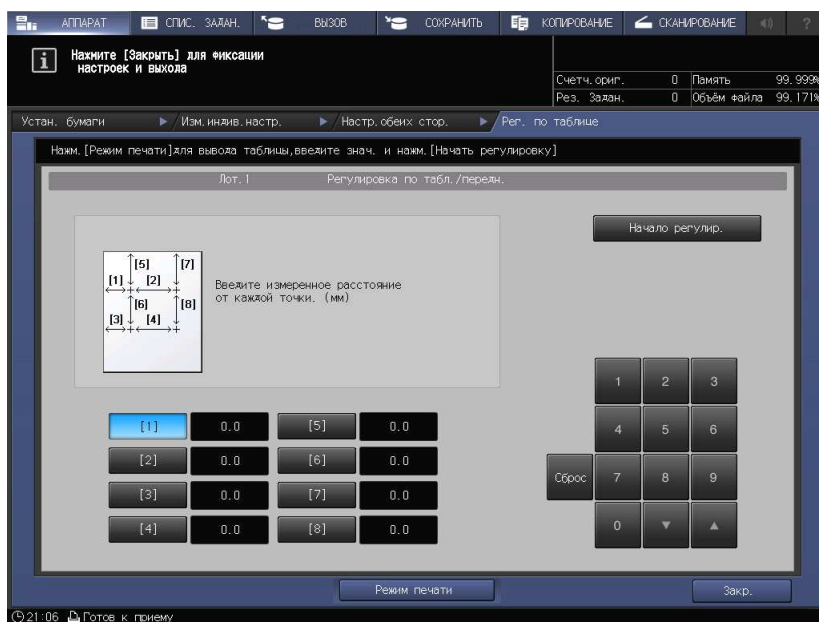 АППАРАТ СПИС. ЗАДАН. ВЫЗОВ СОХРАНИТЬ КОПИРОВАНИЕ СКАНИРОВАНИЕ ?
Нажмите [Закрыть] для фиксации
настроек и выхода
Счетч.ориг. 0 Память 99.999%
Рез. Задан. 0 Объём файла 99.171%
Устан. бумаги Изм.индив.настр. Настр.обеих стор. Рег. по таблице
Нажм.[Режим печати]для вывода таблицы,введите знач. и нажм.[Начать регулировку]
Лот.1 Регулировка по табл./передн.
Начало регулир.
[5] [7]
[1] [2]
[6] [8]
[3] [4]
Введите измеренное расстояние
от каждой точки. (мм)
1 2 3
[1] 0.0 [5] 0.0
4 5 6
[2] 0.0 [6] 0.0
Сброс 7 8 9
[3] 0.0 [7] 0.0
[4] 0.0 [8] 0.0
0 ▼ ▲
Режим печати Закр.
21:06 Готов к приему